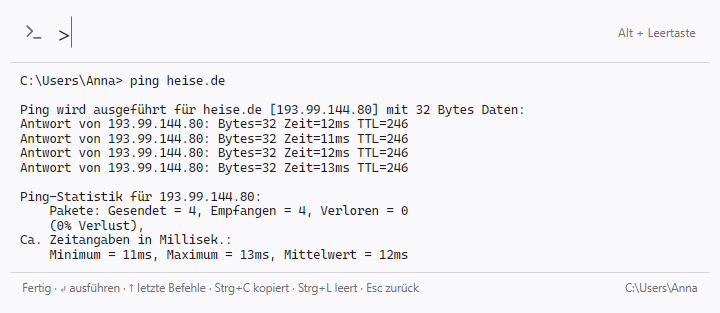 >_ >
Alt + Leertaste
C:\Users\Anna> ping heise.de
Ping wird ausgeführt für heise.de [193.99.144.80] mit 32 Bytes Daten:
Antwort von 193.99.144.80: Bytes=32 Zeit=12ms TTL=246
Antwort von 193.99.144.80: Bytes=32 Zeit=11ms TTL=246
Antwort von 193.99.144.80: Bytes=32 Zeit=12ms TTL=246
Antwort von 193.99.144.80: Bytes=32 Zeit=13ms TTL=246
Ping-Statistik für 193.99.144.80:
Pakete: Gesendet = 4, Empfangen = 4, Verloren = 0
(0% Verlust),
Ca. Zeitangaben in Millisek.:
Minimum = 11ms, Maximum = 13ms, Mittelwert = 12ms
Fertig · ↵ ausführen · ↑ letzte Befehle · Strg+C kopiert · Strg+L leert · Esc zurück
C:\Users\Anna